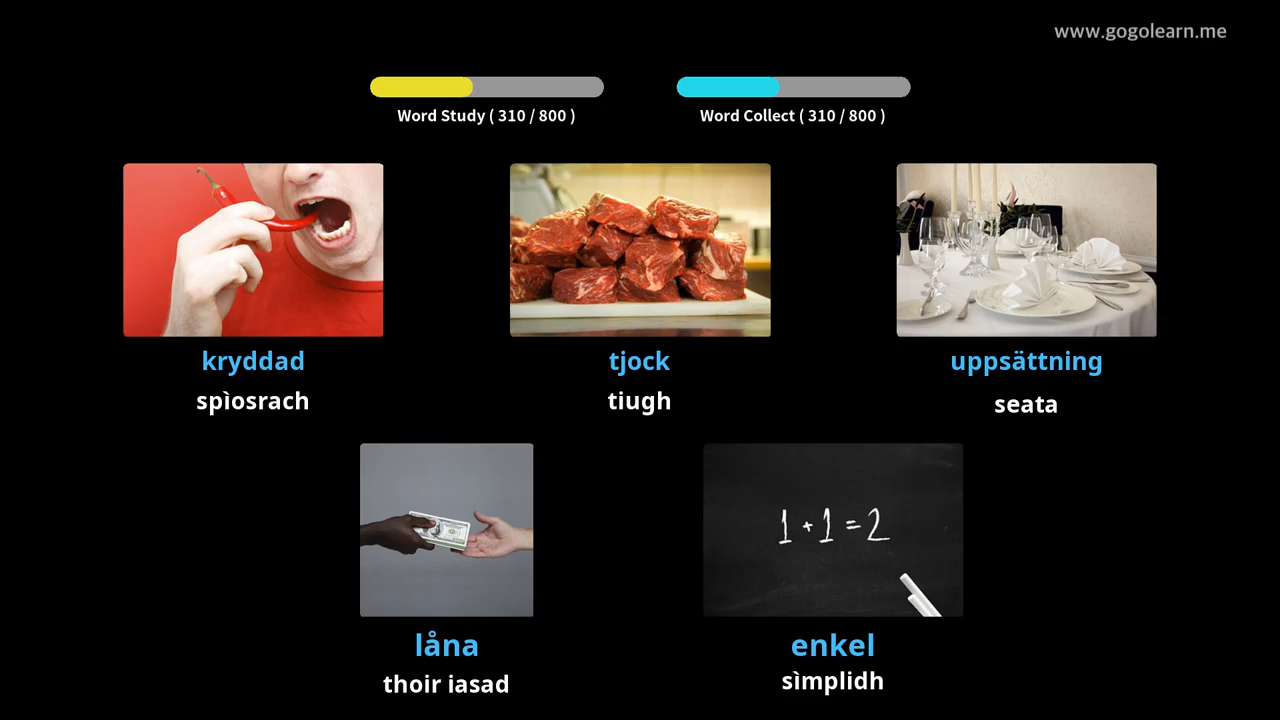 www.gogolearn.me
Word Study ( 310 / 800 )
Word Collect ( 310 / 800 )
kryddad
spìosrach
tjock
tiugh
uppsättning
seata
1 + 1 = 2
låna
thoir iasad
enkel
sìmplidh